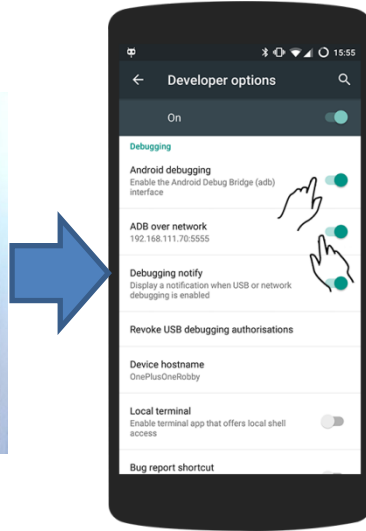 15:55
Developer options
On
Debugging
Android debugging
Enable the Android Debug Bridge (adb)
interface
ADB over network
192.168.111.70:5555
Debugging notify
Display a notification when USB or network
debugging is enabled
Revoke USB debugging authorisations
Device hostname
OnePlusOneRobby
Local terminal
Enable terminal app that offers local shell
access
Bug report shortcut